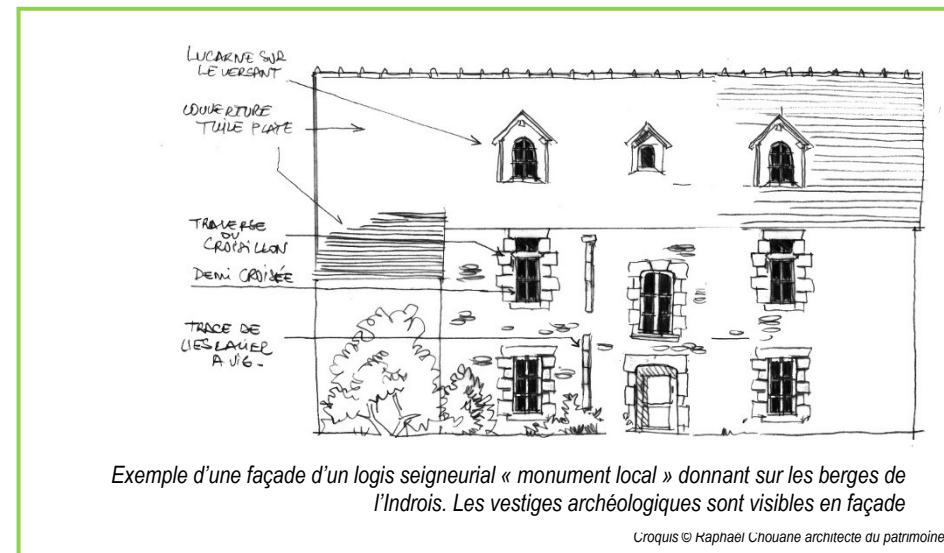 LUCARNE SUR
LE VERSANT
COUVERTURE
TUILE PLATE
TRAVERSE
OU
CROISILLON
DEMI CROISÉE
TRACE DE
L'ESCALIER
A VIS-
Exemple d'une façade d'un logis seigneurial « monument local » donnant sur les berges de
l'Indrois. Les vestiges archéologiques sont visibles en façade
Croquis © Raphaël Chouane architecte du patrimoine